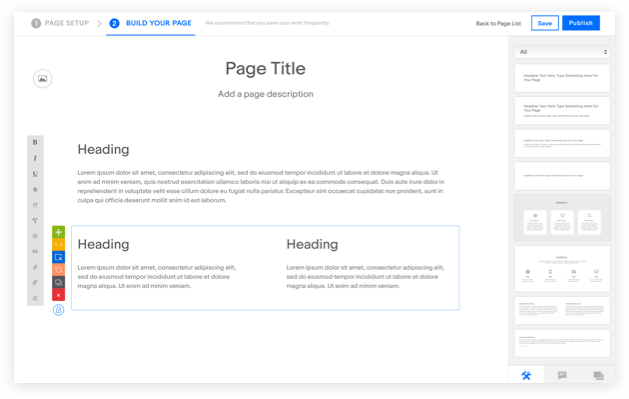 1 PAGE SETUP
2 BUILD YOUR PAGE
We recommend that you save your work frequently.
Back to Page List
Save
Publish
Page Title
Add a page description
Heading
Lorem ipsum dolor sit amet, consectetur adipiscing elit, sed do eiusmod tempor incididunt ut labore et dolore magna aliqua. Ut
enim ad minim veniam, quis nostrud exercitation ullamco laboris nisi ut aliquip ex ea commodo consequat. Duis aute irure dolor in
reprehenderit in voluptate velit esse cillum dolore eu fugiat nulla pariatur. Excepteur sint occaecat cupidatat non proident, sunt in
culpa qui officia deserunt mollit anim id est laborum.
B
I
U
S
Heading
Lorem ipsum dolor sit amet, consectetur adipiscing elit,
sed do eiusmod tempor incididunt ut labore et dolore
magna aliqua. Ut enim ad minim veniam.
Heading
Lorem ipsum dolor sit amet, consectetur adipiscing elit,
sed do eiusmod tempor incididunt ut labore et dolore
magna aliqua. Ut enim ad minim veniam.
All
Headline Text Here Type Something Here For
Your Page
Headline Text Here Type Something Here For
Your Page